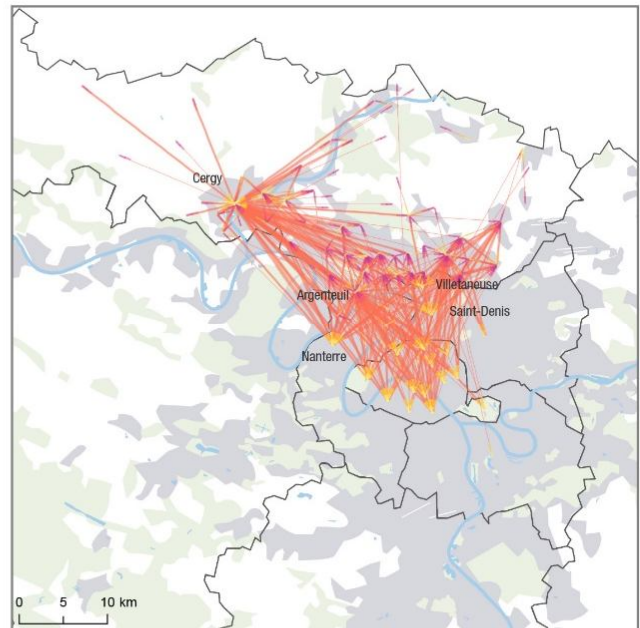 Cergy
Argenteuil
Villetaneuse
Saint-Denis
Nanterre
0 5 10 km